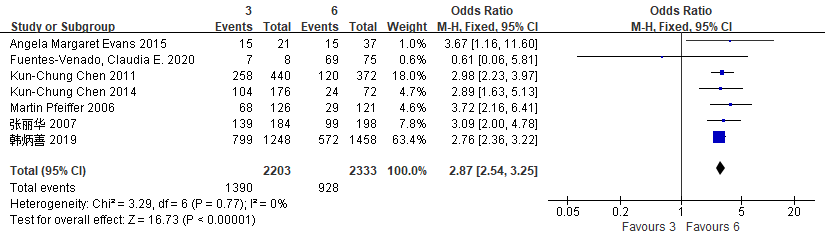 3 6 Odds Ratio Odds Ratio
Study or Subgroup Events Total Events Total Weight M-H, Fixed, 95% CI M-H, Fixed, 95% CI
Angela Margaret Evans 2015 15 21 15 37 1.0% 3.67 [1.16, 11.60]
Fuentes-Venado, Claudia E. 2020 7 8 69 75 0.6% 0.61 [0.06, 5.81]
Kun-Chung Chen 2011 258 440 120 372 18.0% 2.98 [2.23, 3.97]
Kun-Chung Chen 2014 104 176 24 72 5.0% 2.89 [1.63, 5.13]
Martin Pfeiffer 2006 68 126 29 121 4.8% 3.72 [2.16, 6.41]
张丽华 2007 139 184 99 198 7.8% 3.09 [2.00, 4.78]
韩炳善 2019 799 1248 572 1458 63.4% 2.76 [2.36, 3.22]
Total (95% CI) 2203 2333 100.0% 2.87 [2.54, 3.25]
Total events 1390 928
Heterogeneity: Chi² = 3.29, df = 6 (P = 0.77); I² = 0%
Test for overall effect: Z = 16.73 (P < 0.00001)
0.05 0.2 1 5 20
Favours 3 Favours 6